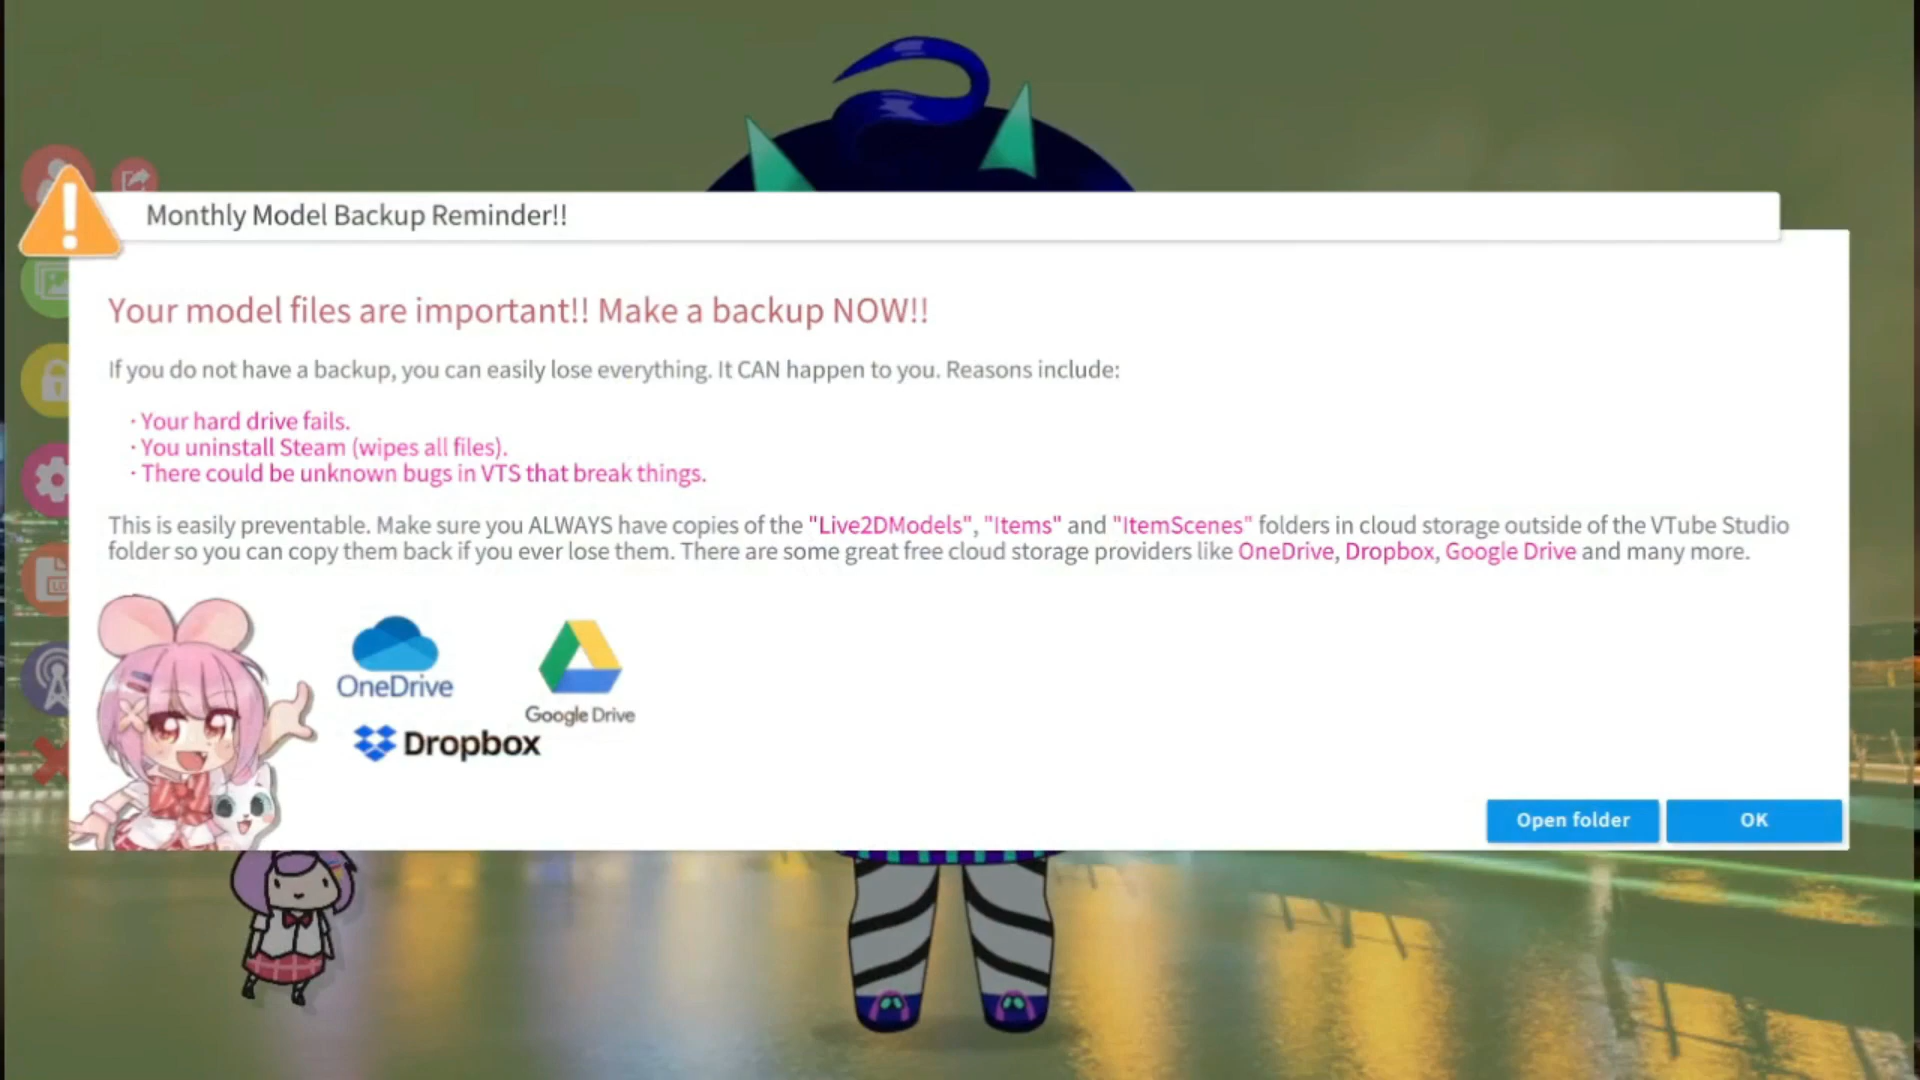 Monthly Model Backup Reminder!!
Your model files are important!! Make a backup NOW!!
If you do not have a backup, you can easily lose everything. It CAN happen to you. Reasons include:
· Your hard drive fails.
· You uninstall Steam (wipes all files).
· There could be unknown bugs in VTS that break things.
This is easily preventable. Make sure you ALWAYS have copies of the "Live2DModels", "Items" and "ItemScenes" folders in cloud storage outside of the VTube Studio
folder so you can copy them back if you ever lose them. There are some great free cloud storage providers like OneDrive, Dropbox, Google Drive and many more.
OneDrive
Google Drive
Dropbox
Open folder
OK